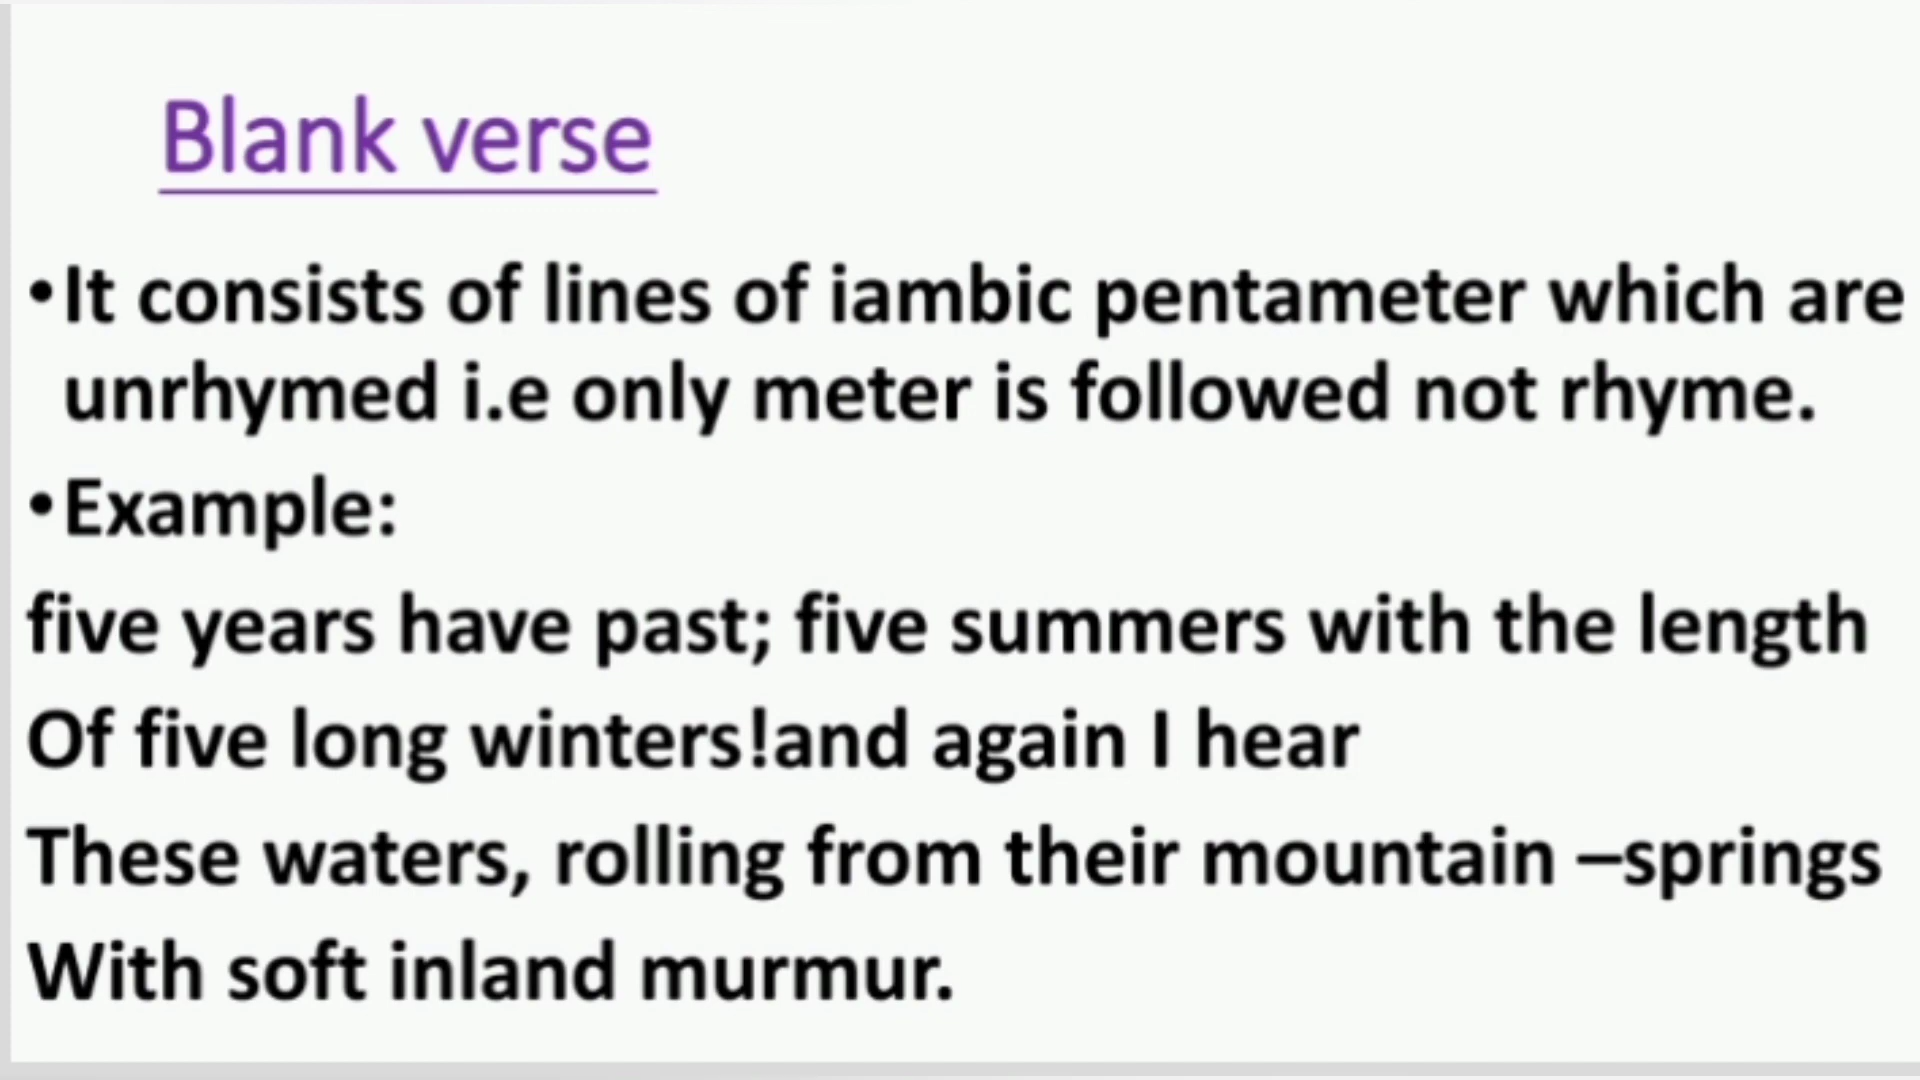 Blank verse
•It consists of lines of iambic pentameter which are
unrhymed i.e only meter is followed not rhyme.
•Example:
five years have past; five summers with the length
Of five long winters!and again I hear
These waters, rolling from their mountain –springs
With soft inland murmur.